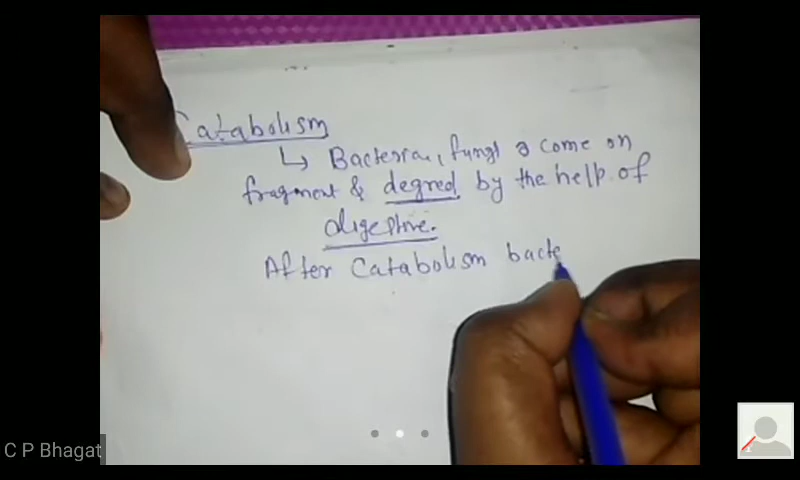 Catabolism
↳ Bacteria, fungi come on
fragment & degred by the help of
digestive.
After Catabolism bacte
C P Bhagat